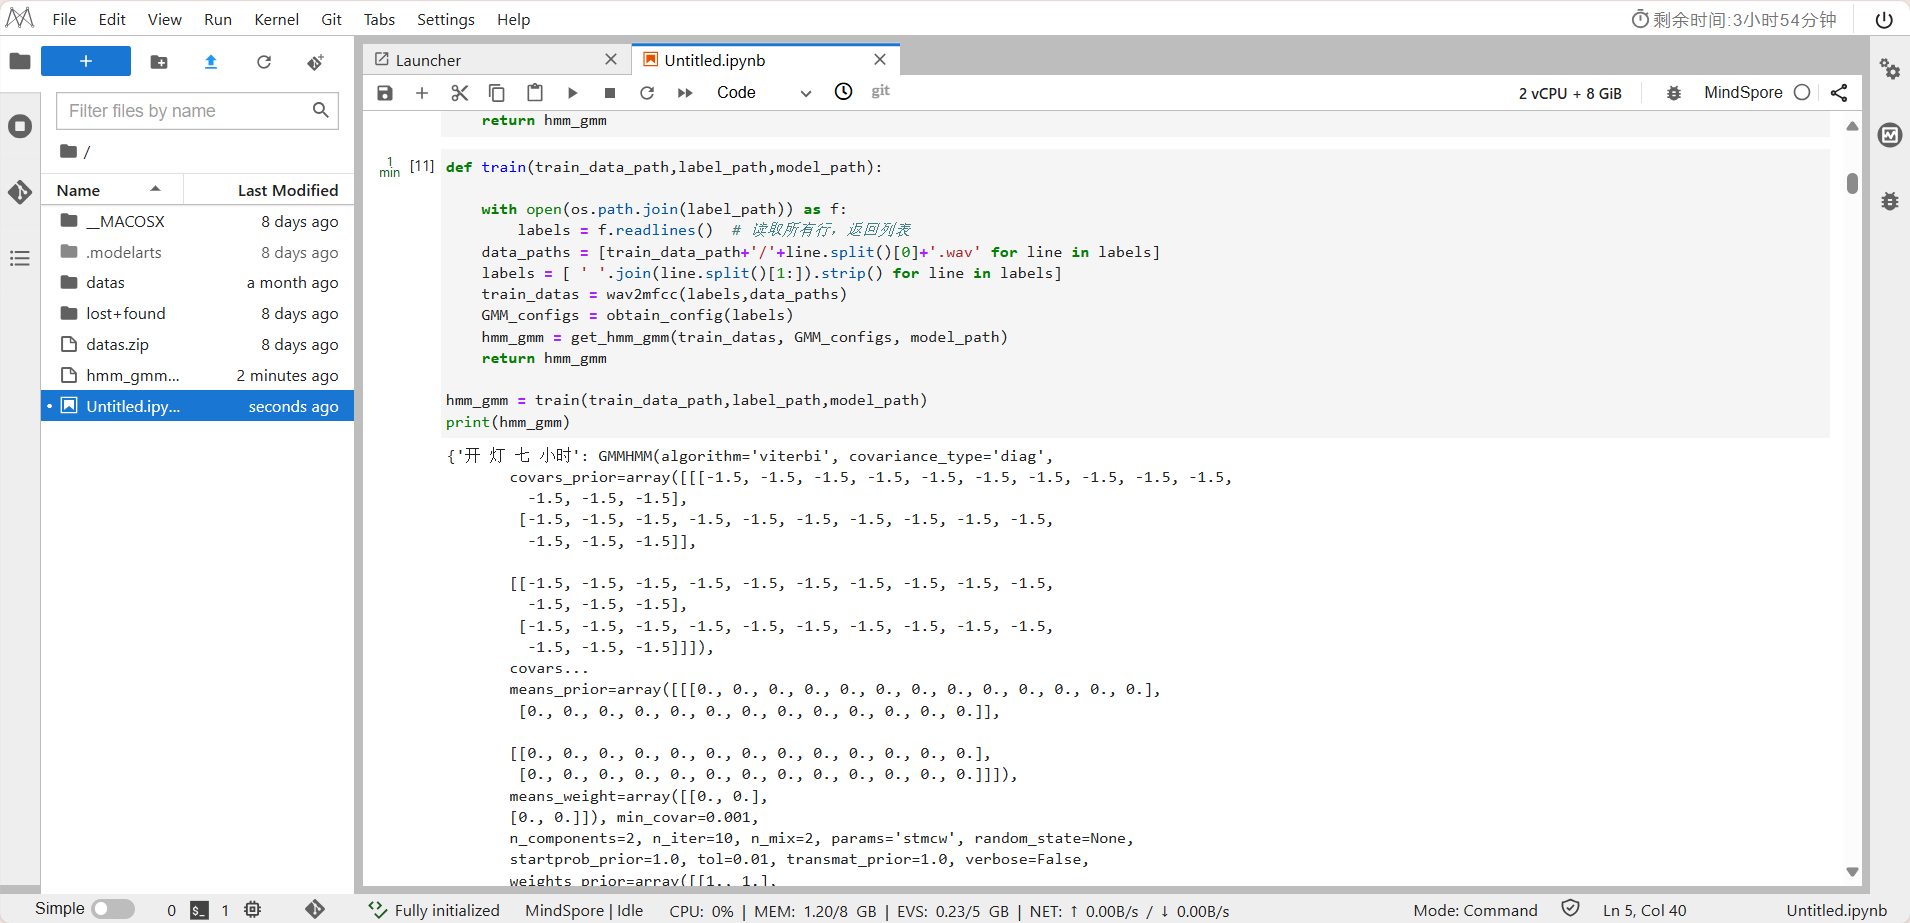 File Edit View Run Kernel Git Tabs Settings Help
剩余时间:3小时54分钟
+
Filter files by name
/
Name Last Modified
__MACOSX 8 days ago
.modelarts 8 days ago
datas a month ago
lost+found 8 days ago
datas.zip 8 days ago
hmm_gmm... 2 minutes ago
• Untitled.ipy... seconds ago
Launcher
Untitled.ipynb
Code
git
2 vCPU + 8 GiB
MindSpore
return hmm_gmm
1 min
[11]
def train(train_data_path,label_path,model_path):
with open(os.path.join(label_path)) as f:
labels = f.readlines()  # 读取所有行，返回列表
data_paths = [train_data_path+'/'+line.split()[0]+'.wav' for line in labels]
labels = [ ' '.join(line.split()[1:]).strip() for line in labels]
train_datas = wav2mfcc(labels,data_paths)
GMM_configs = obtain_config(labels)
hmm_gmm = get_hmm_gmm(train_datas, GMM_configs, model_path)
return hmm_gmm
hmm_gmm = train(train_data_path,label_path,model_path)
print(hmm_gmm)
{'开 灯 七 小时': GMMHMM(algorithm='viterbi', covariance_type='diag',
covars_prior=array([[[-1.5, -1.5, -1.5, -1.5, -1.5, -1.5, -1.5, -1.5, -1.5, -1.5,
-1.5, -1.5, -1.5],
[-1.5, -1.5, -1.5, -1.5, -1.5, -1.5, -1.5, -1.5, -1.5, -1.5,
-1.5, -1.5, -1.5]],
[[-1.5, -1.5, -1.5, -1.5, -1.5, -1.5, -1.5, -1.5, -1.5, -1.5,
-1.5, -1.5, -1.5],
[-1.5, -1.5, -1.5, -1.5, -1.5, -1.5, -1.5, -1.5, -1.5, -1.5,
-1.5, -1.5, -1.5]]]),
covars...
means_prior=array([[[0., 0., 0., 0., 0., 0., 0., 0., 0., 0., 0., 0., 0.],
[0., 0., 0., 0., 0., 0., 0., 0., 0., 0., 0., 0., 0.]],
[[0., 0., 0., 0., 0., 0., 0., 0., 0., 0., 0., 0., 0.],
[0., 0., 0., 0., 0., 0., 0., 0., 0., 0., 0., 0., 0.]]]),
means_weight=array([[0., 0.],
[0., 0.]]), min_covar=0.001,
n_components=2, n_iter=10, n_mix=2, params='stmcw', random_state=None,
startprob_prior=1.0, tol=0.01, transmat_prior=1.0, verbose=False,
weights_prior=array([[1., 1.],
Simple 0 $_ 1 Fully initialized MindSpore | Idle CPU: 0% | MEM: 1.20/8 GB | EVS: 0.23/5 GB | NET: ↑ 0.00B/s / ↓ 0.00B/s Mode: Command Ln 5, Col 40 Untitled.ipynb